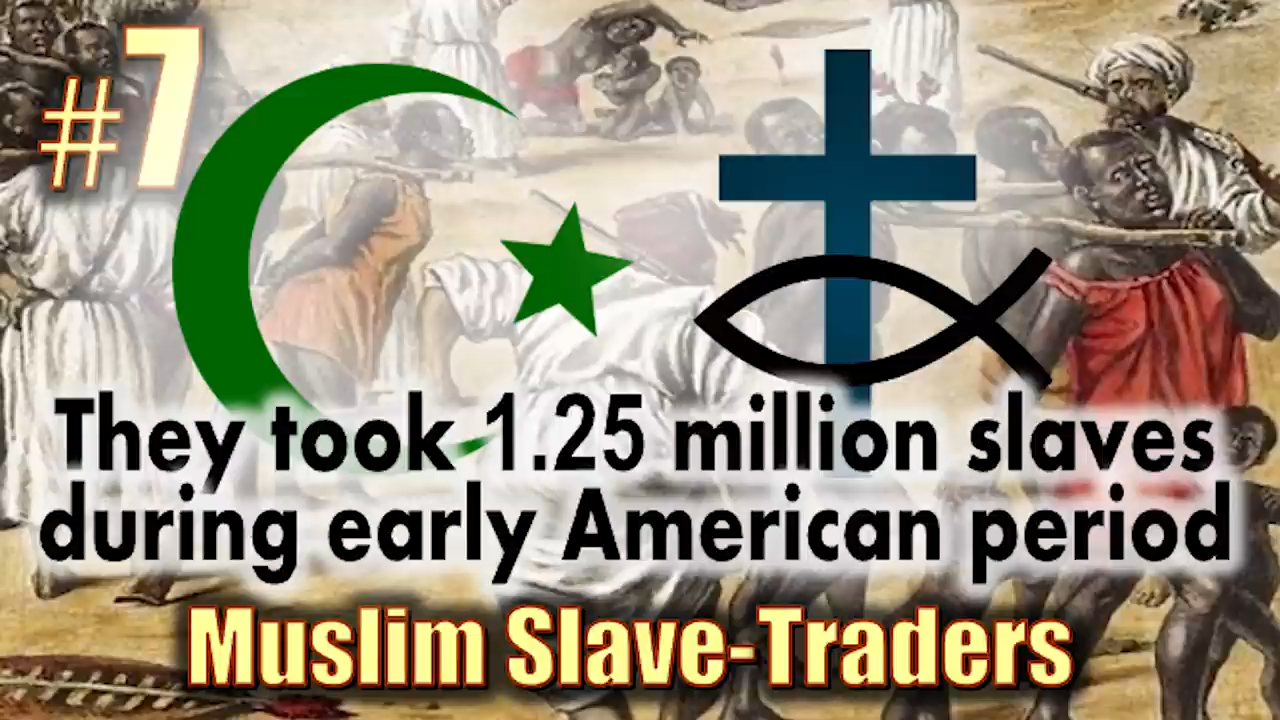 #7
They took 1.25 million slaves
during early American period
Muslim Slave-Traders